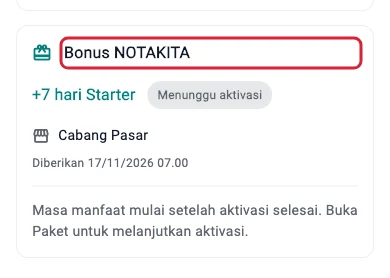 Bonus NOTAKITA
+7 hari Starter
Menunggu aktivasi
Cabang Pasar
Diberikan 17/11/2026 07.00
Masa manfaat mulai setelah aktivasi selesai. Buka
Paket untuk melanjutkan aktivasi.